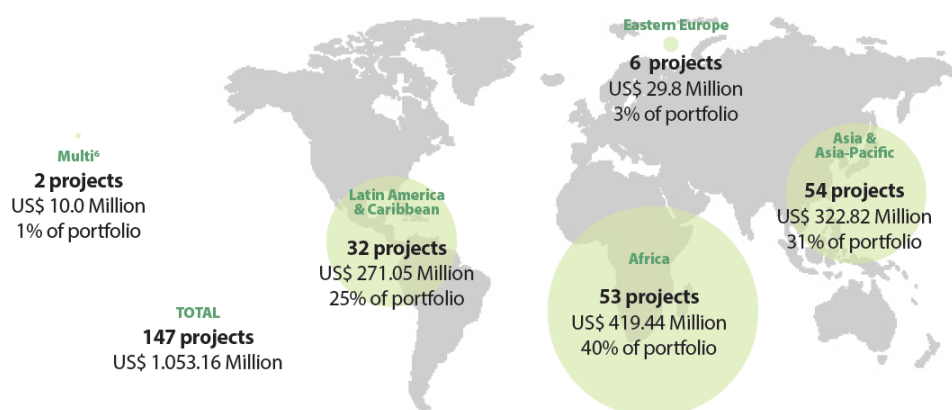 Eastern Europe
6 projects
US$ 29.8 Million
3% of portfolio
Multi⁶
2 projects
US$ 10.0 Million
1% of portfolio
Latin America
& Caribbean
32 projects
US$ 271.05 Million
25% of portfolio
Asia &
Asia-Pacific
54 projects
US$ 322.82 Million
31% of portfolio
Africa
53 projects
US$ 419.44 Million
40% of portfolio
TOTAL
147 projects
US$ 1.053.16 Million